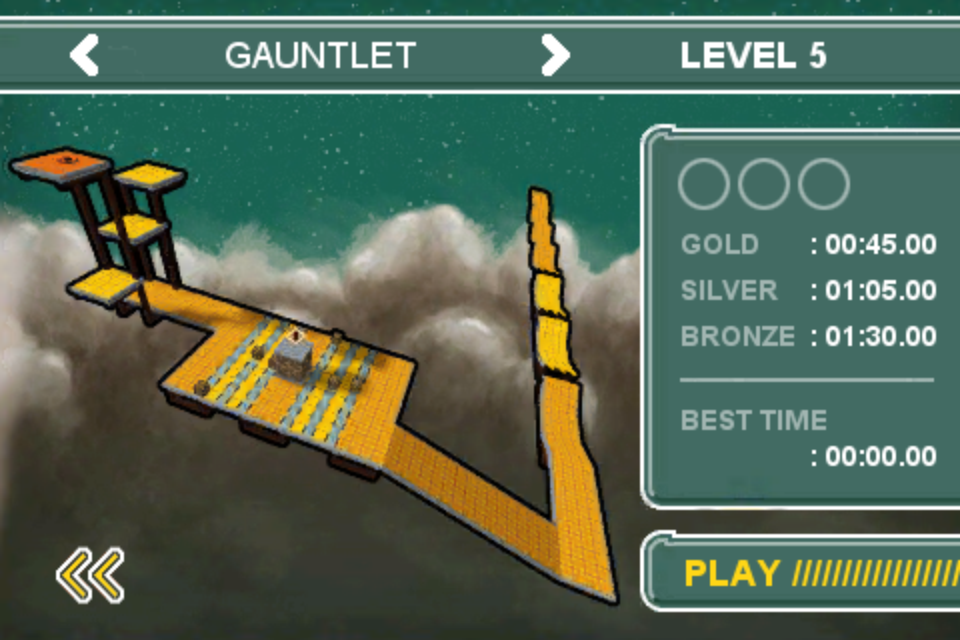 GAUNTLET
LEVEL 5
GOLD : 00:45.00
SILVER : 01:05.00
BRONZE : 01:30.00
BEST TIME
: 00:00.00
PLAY